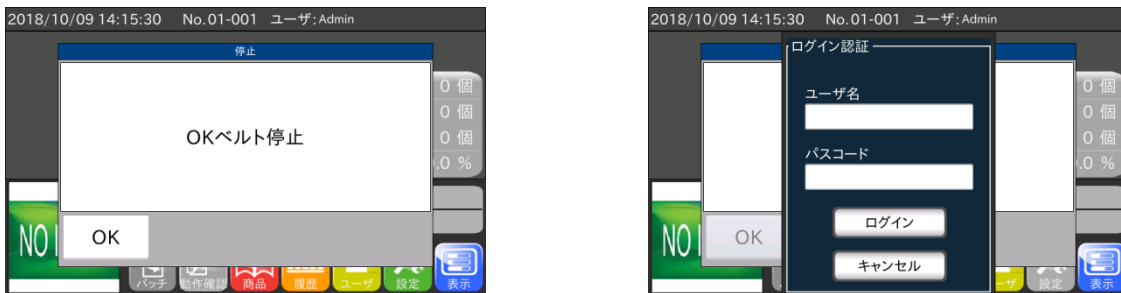 2018/10/09 14:15:30 No.01-001 ユーザ:Admin
停止
OKベルト停止
0 個
0 個
0 個
.0 %
NO
OK
バッチ 動作確認 商品 履歴 ユーザ 設定 表示
2018/10/09 14:15:30 No.01-001 ユーザ:Admin
ログイン認証
ユーザ名
パスコード
ログイン
キャンセル
0 個
0 個
0 個
.0 %
NO
OK
設定 表示